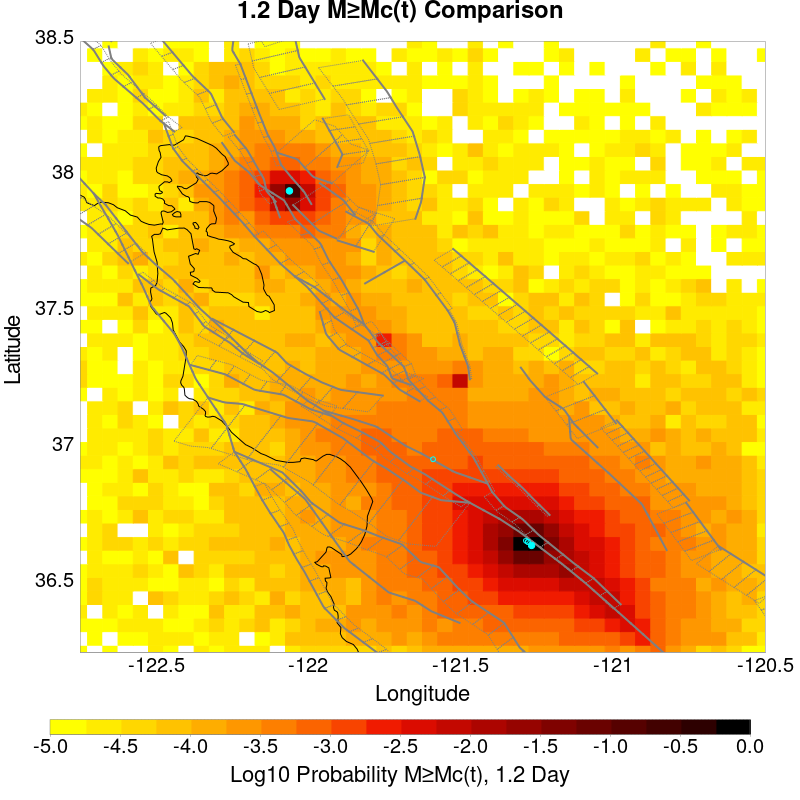 1.2 Day M≥Mc(t) Comparison
38.5
38
37.5
37
36.5
Latitude
-122.5 -122 -121.5 -121 -120.5
Longitude
-5.0 -4.5 -4.0 -3.5 -3.0 -2.5 -2.0 -1.5 -1.0 -0.5 0.0
Log10 Probability M≥Mc(t), 1.2 Day